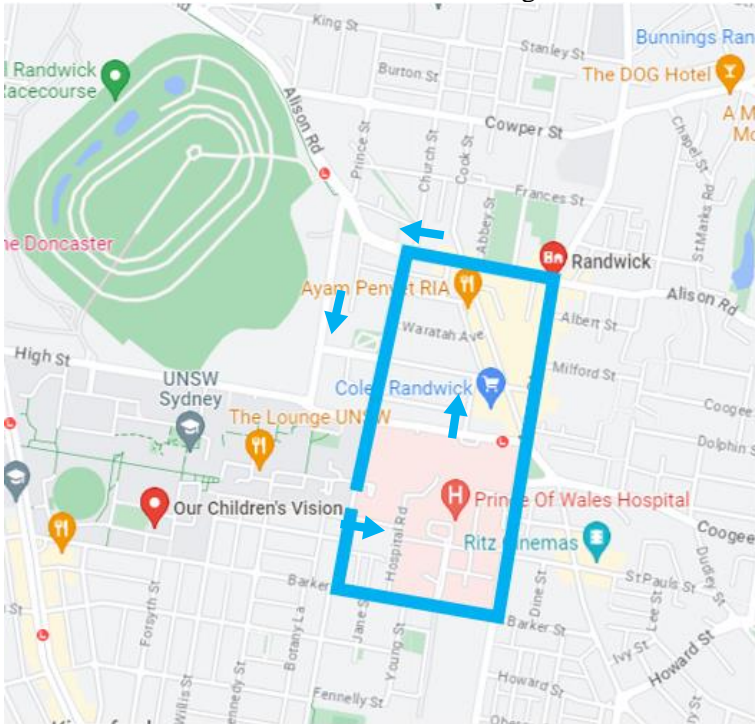 King St
Stanley St
Bunnings Ran
l Randwick
acecourse
Burton St
The DOG Hotel
Alison Rd
Cowper St
A M
Mo
Prince St
Church St
Cook St
Chapel St
Frances St
Abbey St
St Marks Rd
ne Doncaster
Randwick
Ayam Penyet RIA
Alison Rd
Albert St
Waratah Ave
High St
Milford St
UNSW
Sydney
Coles Randwick
Coogee
The Lounge UNSW
Dolphin S
H
Prince Of Wales Hospital
Our Children's Vision
Coogee
Hospital Rd
Ritz Cinemas
Dudley St
St Pauls St
Barker
Forsyth St
Botany La
Jane S
Young St
Dine St
Barker St
Lee St
Ivy St
Howard St
Howard St
Willis St
nnedy St
Fennelly St